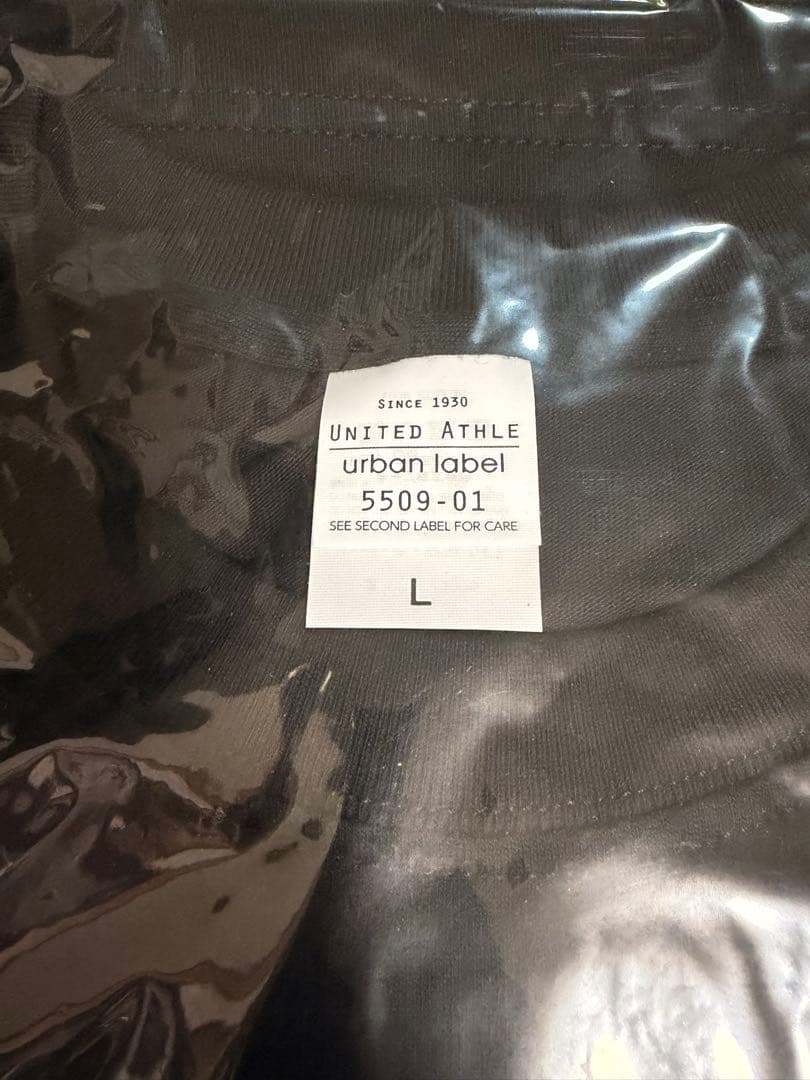 SINCE 1930
UNITED ATHLE
urban label
5509-01
SEE SECOND LABEL FOR CARE
L